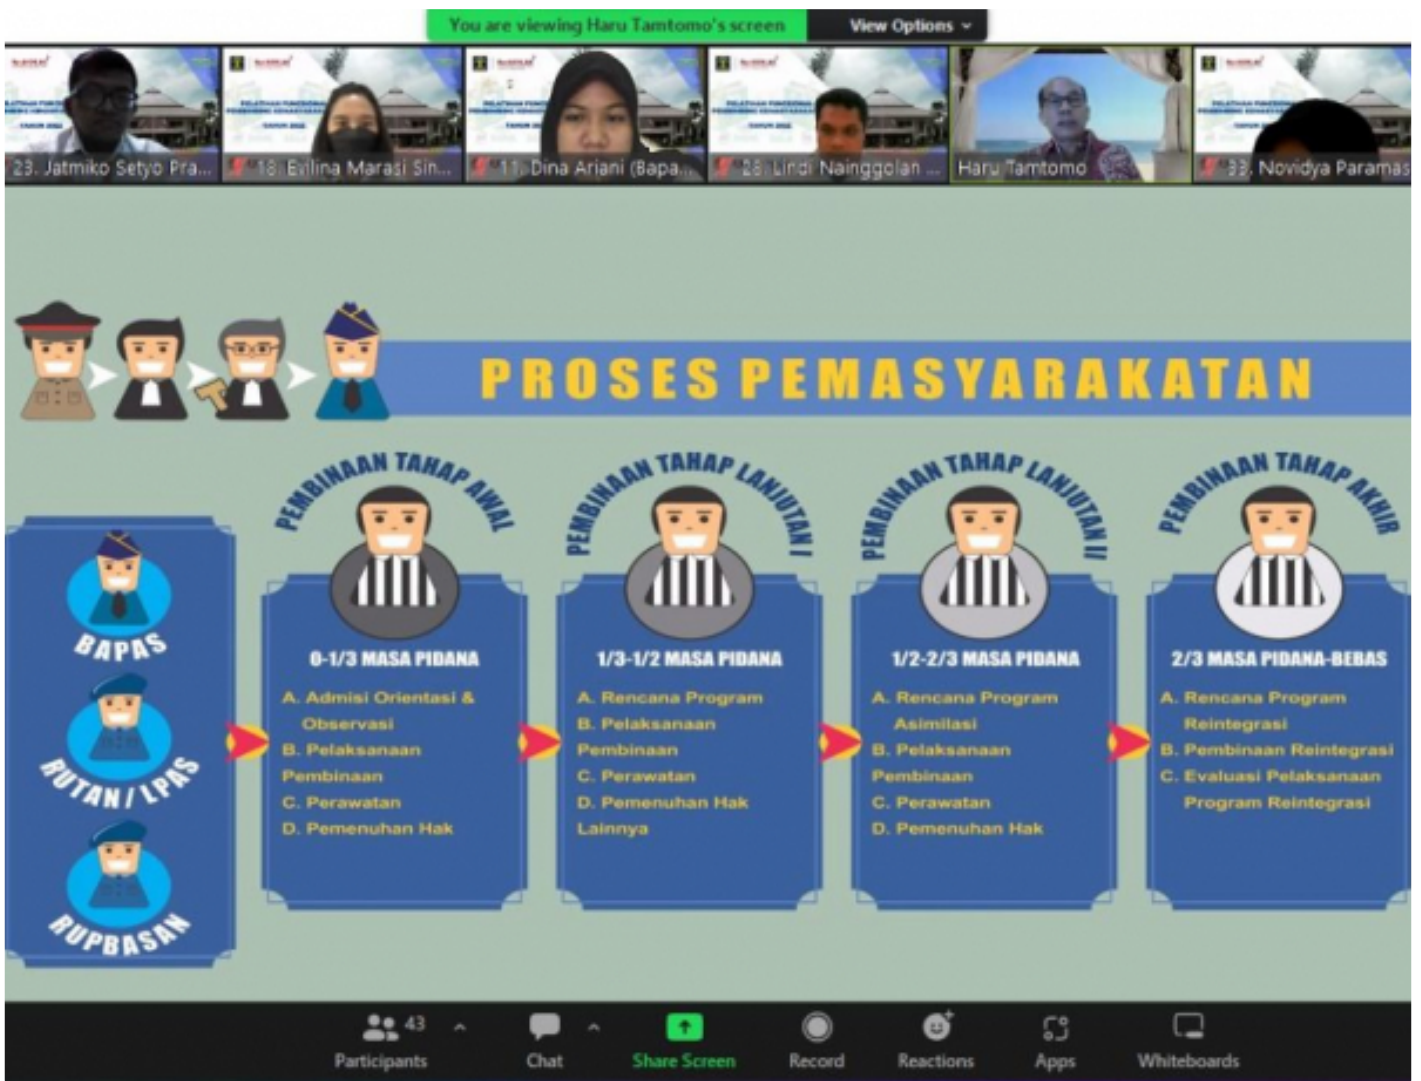 You are viewing Haru Tamtomo's screen
View Options
23. Jatmiko Setyo Pra...
18. Evilina Marasi Sin...
11. Dina Ariani (Bapa...
28. Lindi Nainggolan ...
Haru Tamtomo
33. Novidya Paramas
PROSES PEMASYARAKATAN
BAPAS
RUTAN / LPAS
RUPBASAN
PEMBINAAN TAHAP AWAL
0-1/3 MASA PIDANA
A. Admisi Orientasi &
Observasi
B. Pelaksanaan
Pembinaan
C. Perawatan
D. Pemenuhan Hak
PEMBINAAN TAHAP LANJUTAN I
1/3-1/2 MASA PIDANA
A. Rencana Program
B. Pelaksanaan
Pembinaan
C. Perawatan
D. Pemenuhan Hak
Lainnya
PEMBINAAN TAHAP LANJUTAN II
1/2-2/3 MASA PIDANA
A. Rencana Program
Asimilasi
B. Pelaksanaan
Pembinaan
C. Perawatan
D. Pemenuhan Hak
PEMBINAAN TAHAP AKHIR
2/3 MASA PIDANA-BEBAS
A. Rencana Program
Reintegrasi
B. Pembinaan Reintegrasi
C. Evaluasi Pelaksanaan
Program Reintegrasi
43
Participants
Chat
Share Screen
Record
Reactions
Apps
Whiteboards